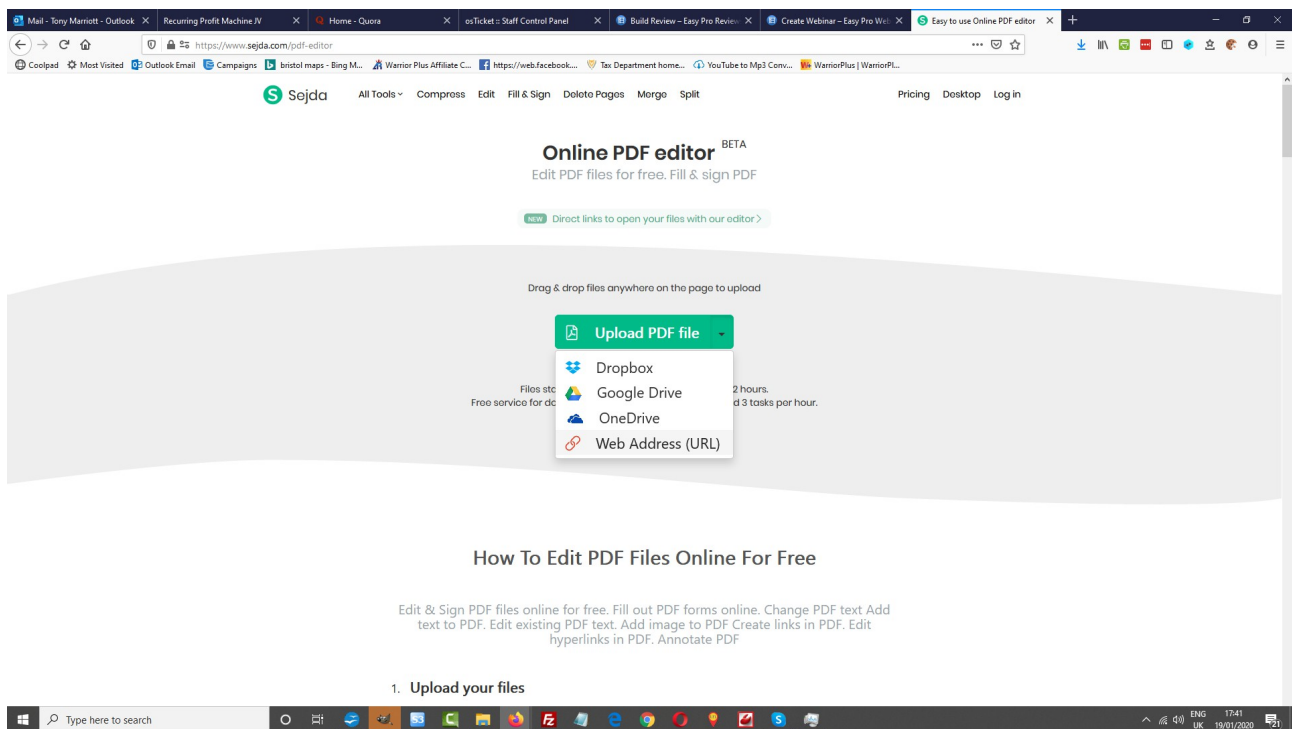 Mail - Tony Marriott - Outlook
Recurring Profit Machine JV
Home - Quora
osTicket :: Staff Control Panel
Build Review – Easy Pro Review
Create Webinar – Easy Pro Web
Easy to use Online PDF editor
https://www.sejda.com/pdf-editor
Coolpad
Most Visited
Outlook Email
Campaigns
bristol maps - Bing M...
Warrior Plus Affiliate C...
https://web.facebook....
Tax Department home...
YouTube to Mp3 Conv...
WarriorPlus | WarriorPl...
Sejda
All Tools
Compress
Edit
Fill & Sign
Delete Pages
Merge
Split
Pricing
Desktop
Log in
Online PDF editor BETA
Edit PDF files for free. Fill & sign PDF
NEW Direct links to open your files with our editor >
Drag & drop files anywhere on the page to upload
Upload PDF file
Dropbox
Files 2 hours.
Google Drive
Free service for d 3 tasks per hour.
OneDrive
Web Address (URL)
How To Edit PDF Files Online For Free
Edit & Sign PDF files online for free. Fill out PDF forms online. Change PDF text Add
text to PDF. Edit existing PDF text. Add image to PDF Create links in PDF. Edit
hyperlinks in PDF. Annotate PDF
1. Upload your files
Type here to search
ENG
UK
17:41
19/01/2020
21